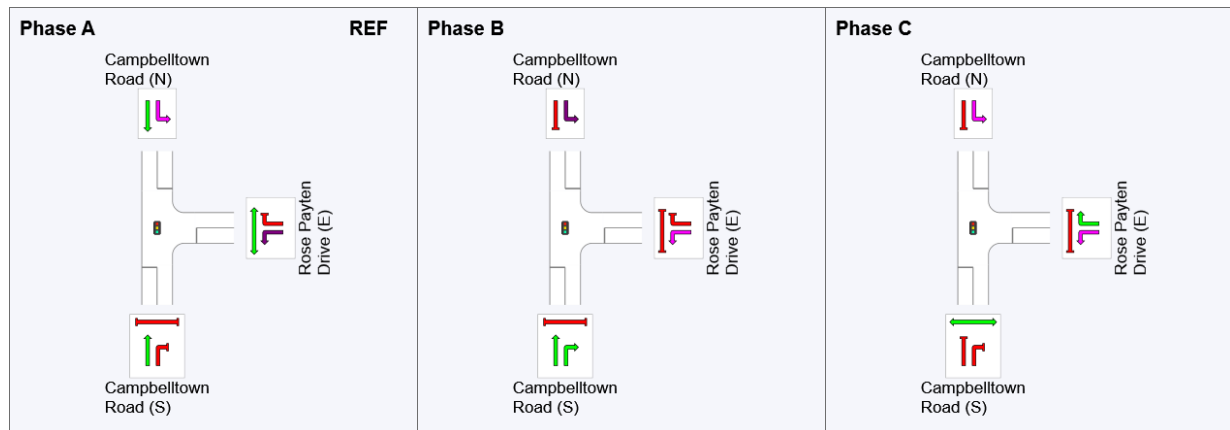 Phase A
REF
Campbelltown
Road (N)
Rose Payten
Drive (E)
Campbelltown
Road (S)
Phase B
Campbelltown
Road (N)
Rose Payten
Drive (E)
Campbelltown
Road (S)
Phase C
Campbelltown
Road (N)
Rose Payten
Drive (E)
Campbelltown
Road (S)